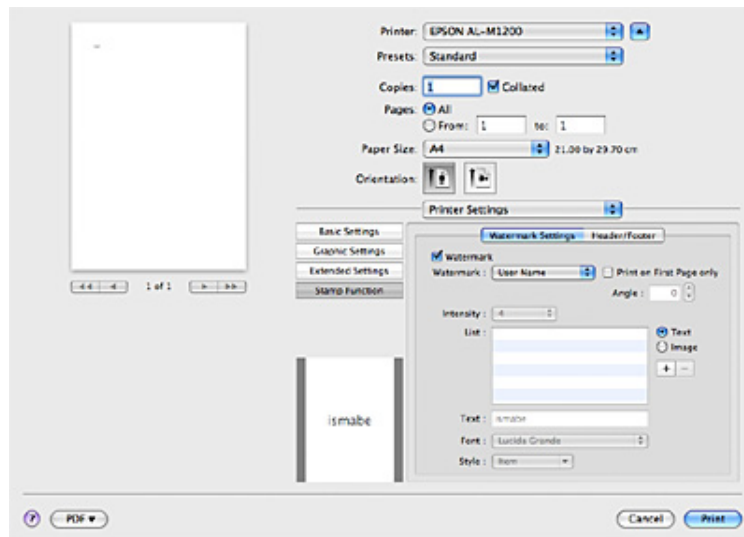 Printer: EPSON AL-M1200
Presets: Standard
Copies: 1 Collated
Pages: All
From: 1 to: 1
Paper Size: A4 21.00 by 29.70 cm
Orientation:
Printer Settings
Basic Settings
Graphic Settings
Extended Settings
Stamp Function
1 of 1
Watermark Settings Header/Footer
Watermark
Watermark : User Name Print on First Page only
Angle : 0
Intensity : 4
List : Text
Image
+ -
ismabe
Text : ismabe
Font : Lucida Grande
Style : Item
? PDF Cancel Print